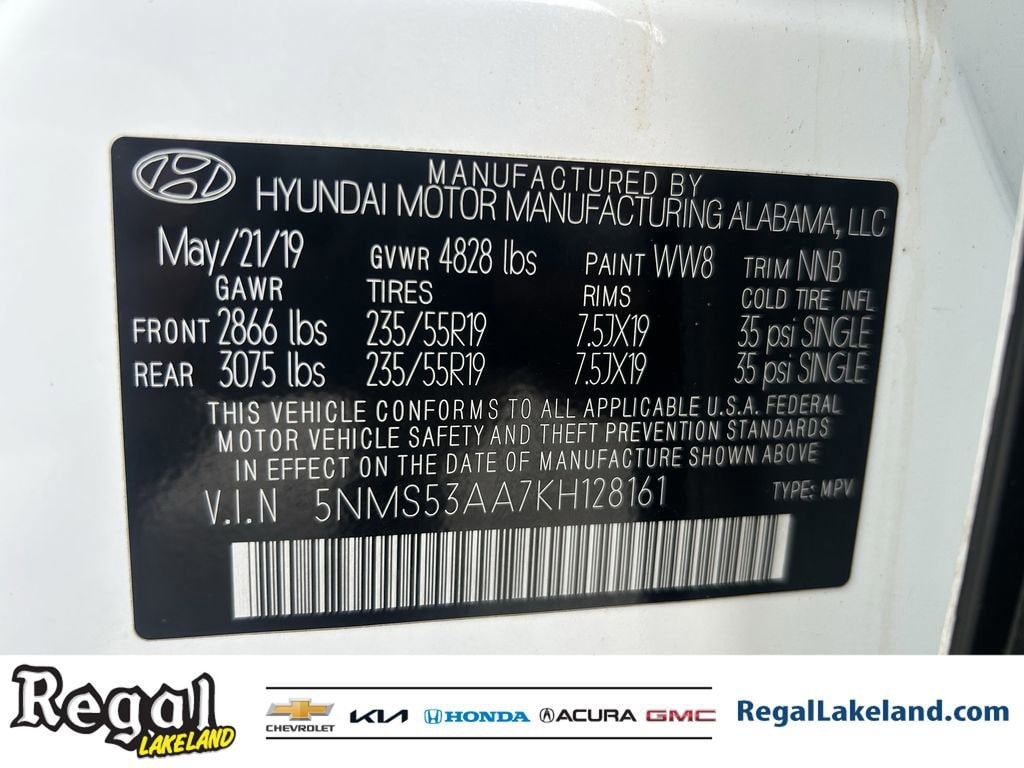 MANUFACTURED BY
HYUNDAI MOTOR MANUFACTURING ALABAMA, LLC
May/21/19 GVWR 4828 lbs PAINT WW8 TRIM NNB
GAWR TIRES RIMS COLD TIRE INFL
FRONT 2866 lbs 235/55R19 7.5JX19 35 psi SINGLE
REAR 3075 lbs 235/55R19 7.5JX19 35 psi SINGLE
THIS VEHICLE CONFORMS TO ALL APPLICABLE U.S.A. FEDERAL
MOTOR VEHICLE SAFETY AND THEFT PREVENTION STANDARDS
IN EFFECT ON THE DATE OF MANUFACTURE SHOWN ABOVE
V.I.N 5NMS53AA7KH128161 TYPE: MPV
Regal
LAKELAND
CHEVROLET KIA HONDA ACURA GMC
RegalLakeland.com